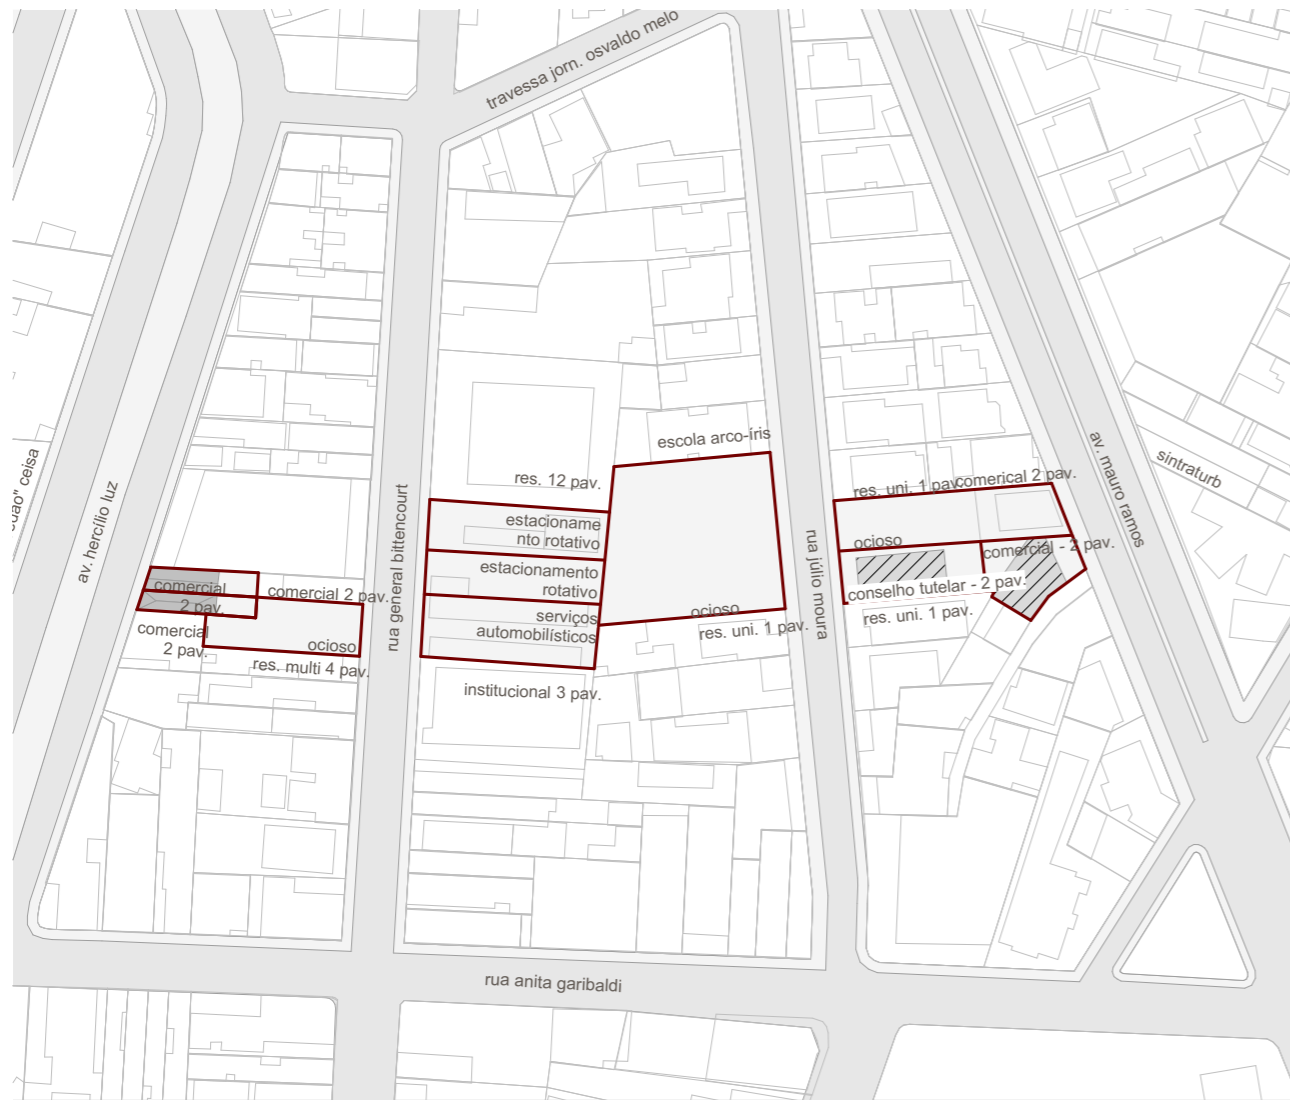 travessa jorn. osvaldo melo
escola arco-íris
av. mauro ramos
sintraturb
ceisa
res. 12 pav.
res. uni. 1 pav.
comerical 2 pav.
av. hercílio luz
rua general bittencourt
estacioname
nto rotativo
rua júlio moura
ocioso
comercial - 2 pav.
estacionamento
rotativo
conselho tutelar - 2 pav.
comercial
2 pav.
comercial 2 pav.
serviços
automobilísticos
ocioso
res. uni. 1 pav.
res. uni. 1 pav.
comercial
2 pav.
ocioso
res. multi 4 pav.
institucional 3 pav.
rua anita garibaldi